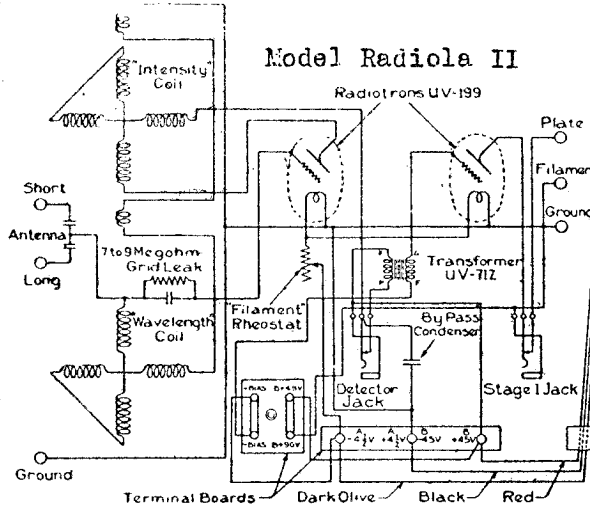 Model Radiola II
"Intensity"
Coil
Radiotrons UV-199
Plate
Filamen
Ground
Short
Antenna
Long
7 to 9 Megohm
Grid Leak
"Wavelength"
Coil
"Filament"
Rheostat
Transformer
UV-712
By Pass
Condenser
Detector
Jack
Stage 1 Jack
-BIAS B+45V
-BIAS B+90V
A -4½V
A +4½V
B -45V
B +45V
Ground
Terminal Boards
Dark Olive
Black
Red